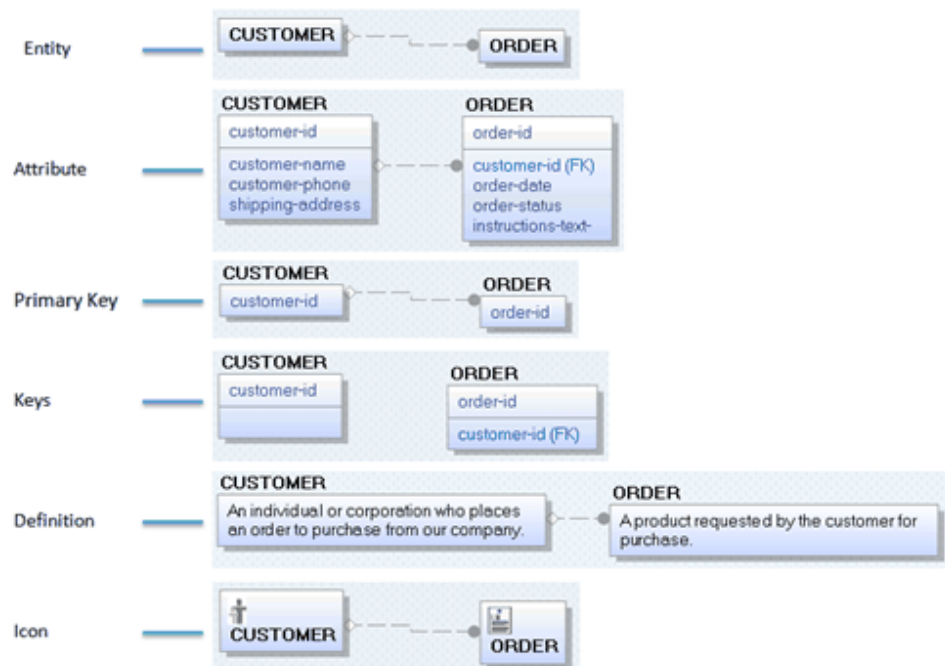 Entity
CUSTOMER
ORDER
Attribute
CUSTOMER
customer-id
customer-name
customer-phone
shipping-address
ORDER
order-id
customer-id (FK)
order-date
order-status
instructions-text-
Primary Key
CUSTOMER
customer-id
ORDER
order-id
Keys
CUSTOMER
customer-id
ORDER
order-id
customer-id (FK)
Definition
CUSTOMER
An individual or corporation who places
an order to purchase from our company.
ORDER
A product requested by the customer for
purchase.
Icon
CUSTOMER
ORDER